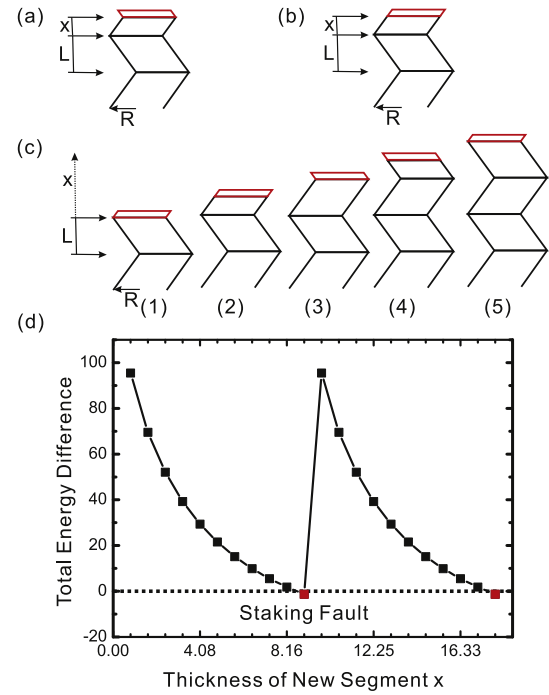 (a)
x
L
R
(b)
x
L
R
(c)
x
L
R
(1) (2) (3) (4) (5)
(d)
Total Energy Difference
100
80
60
40
20
0
-20
Staking Fault
0.00 4.08 8.16 12.25 16.33
Thickness of New Segment x